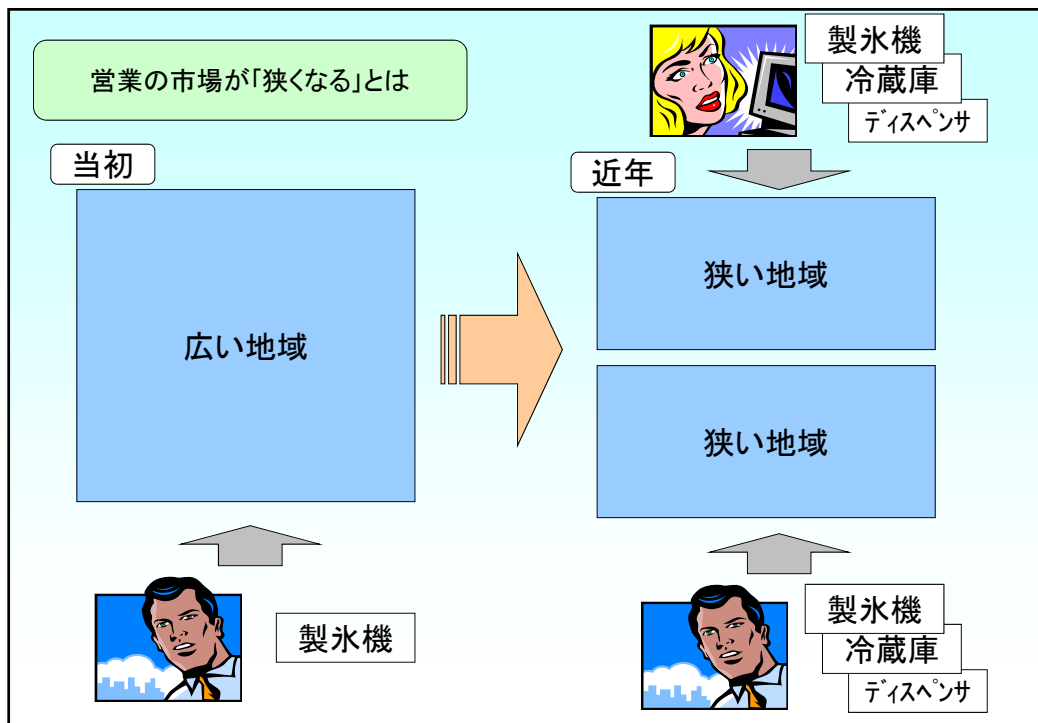 営業の市場が「狭くなる」とは
当初
広い地域
製氷機
近年
製氷機
冷蔵庫
ﾃﾞｨｽﾍﾟﾝｻ
狭い地域
狭い地域
製氷機
冷蔵庫
ﾃﾞｨｽﾍﾟﾝｻ